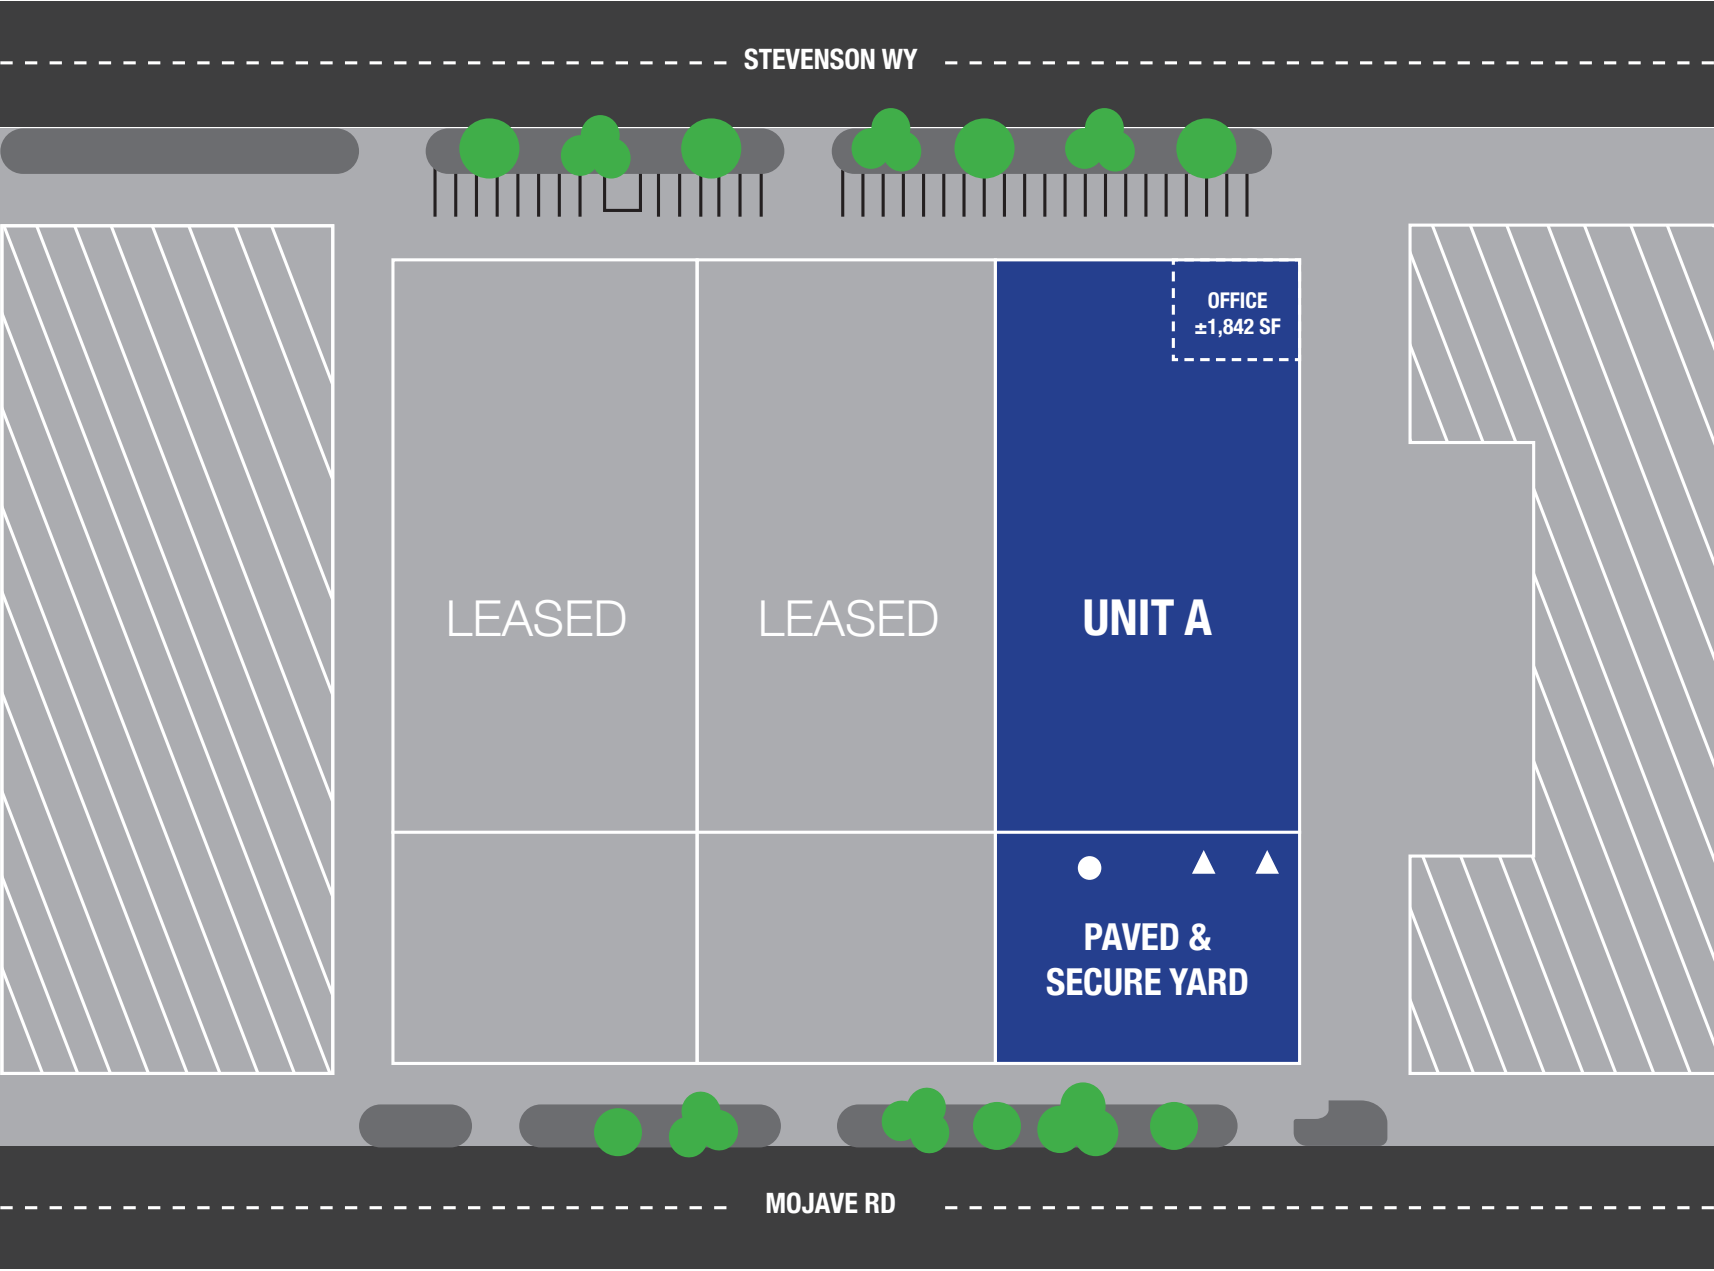 STEVENSON WY
OFFICE
±1,842 SF
LEASED
LEASED
UNIT A
PAVED &
SECURE YARD
MOJAVE RD